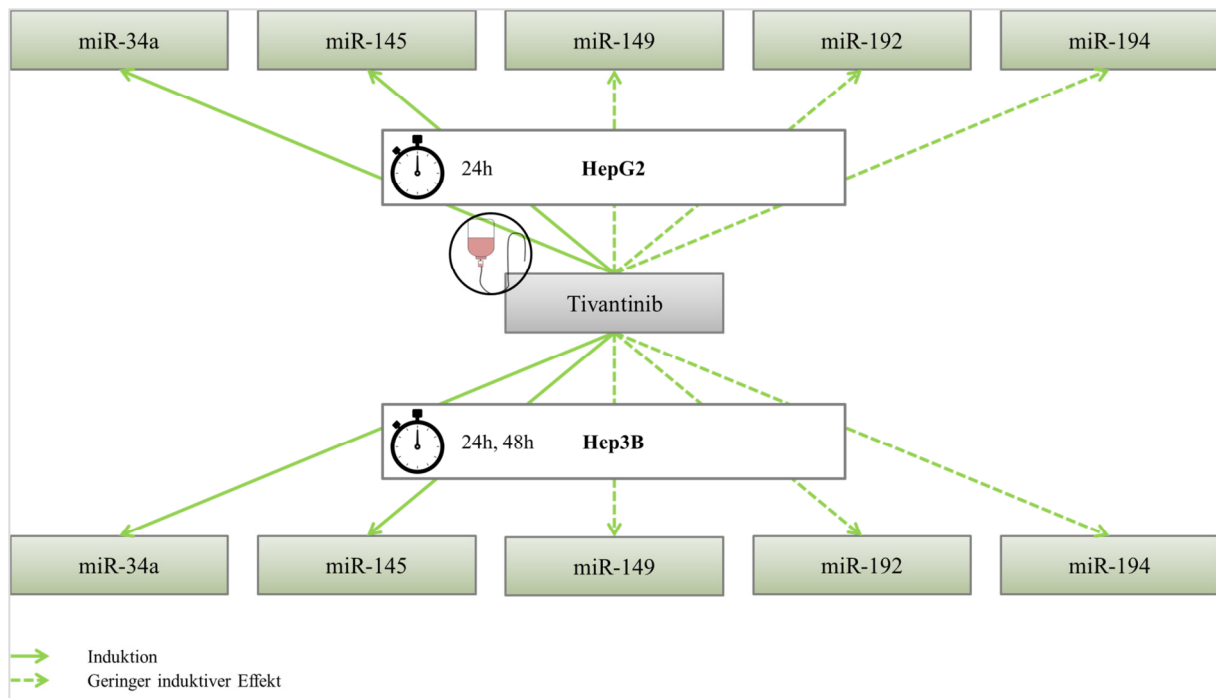 miR-34a miR-145 miR-149 miR-192 miR-194
24h HepG2
Tivantinib
24h, 48h Hep3B
miR-34a miR-145 miR-149 miR-192 miR-194
Induktion
Geringer induktiver Effekt